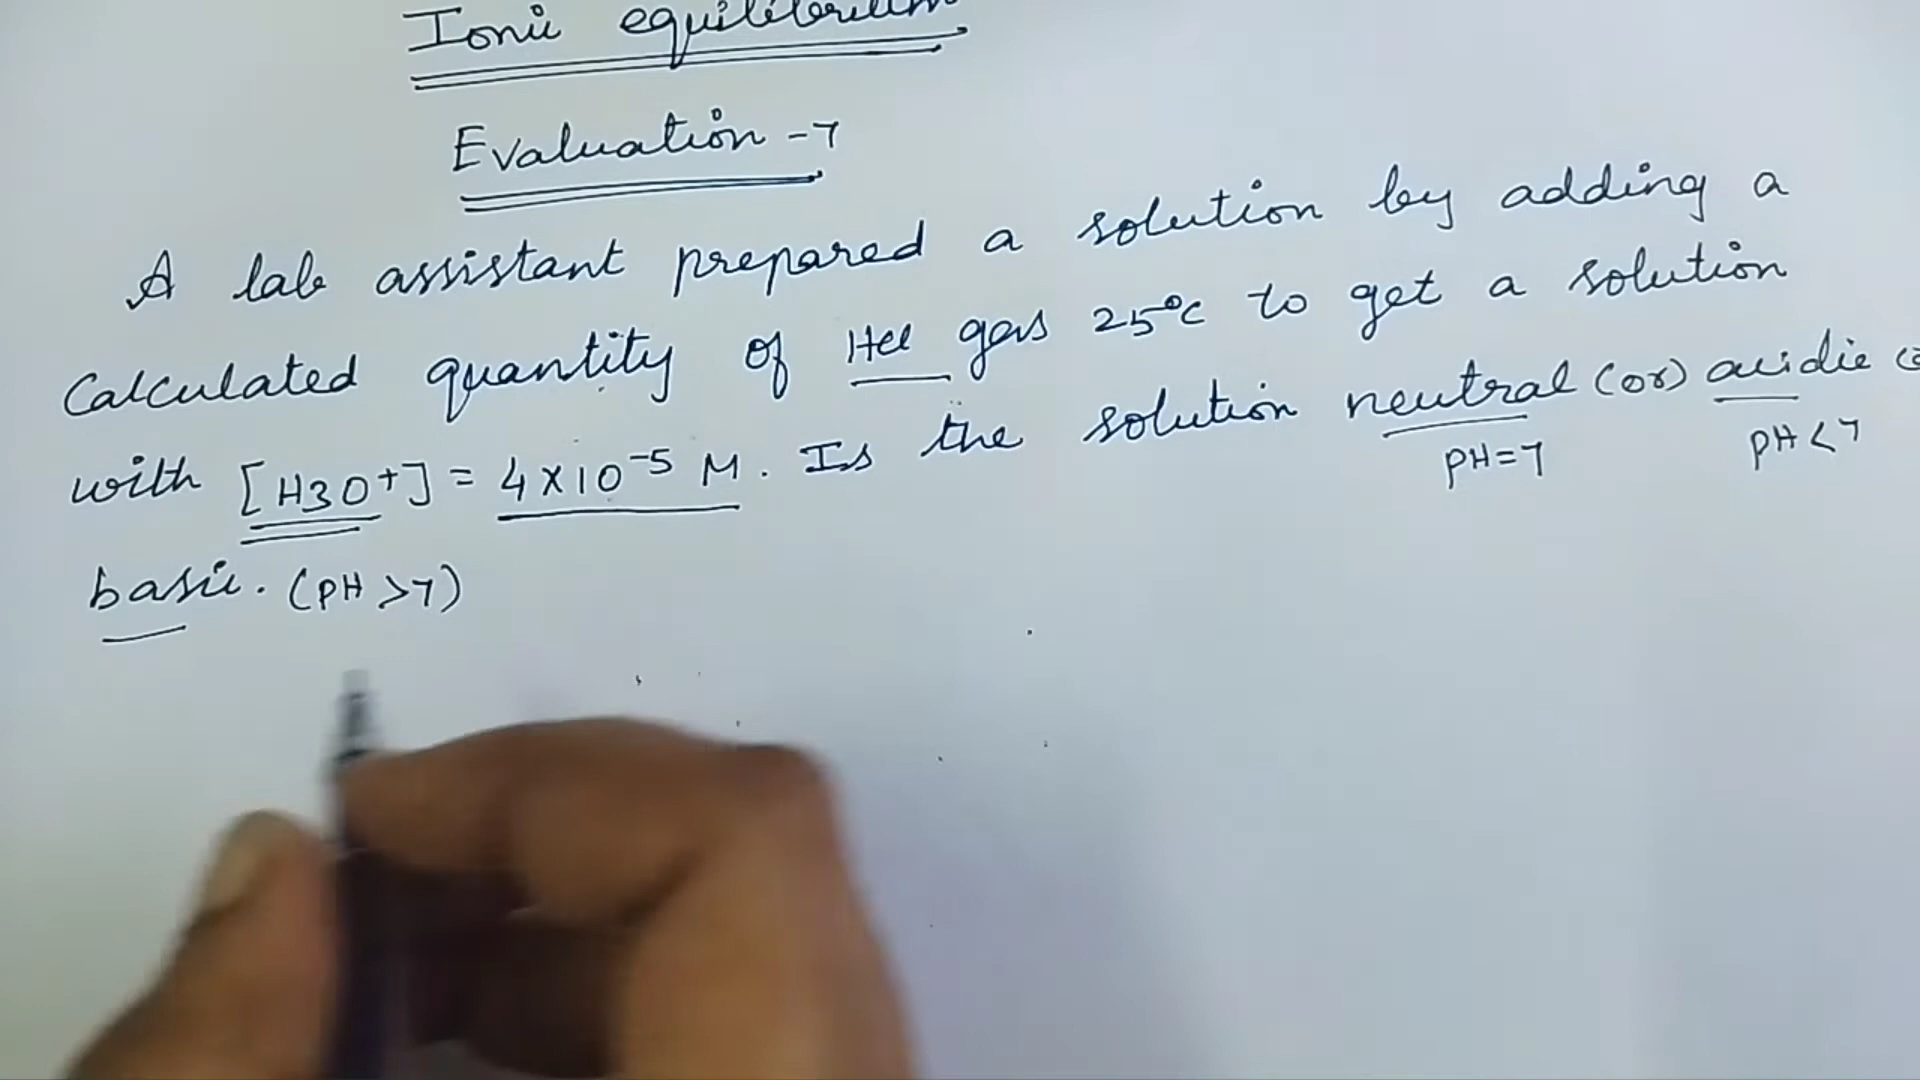 Ionic equilibrium
Evaluation -7
A lab assistant prepared a solution by adding a
calculated quantity of HCl gas 25°C to get a solution
with [H3O+] = 4×10-5 M. Is the solution neutral (or) acidic
pH=7 pH<7
basic. (pH >7)